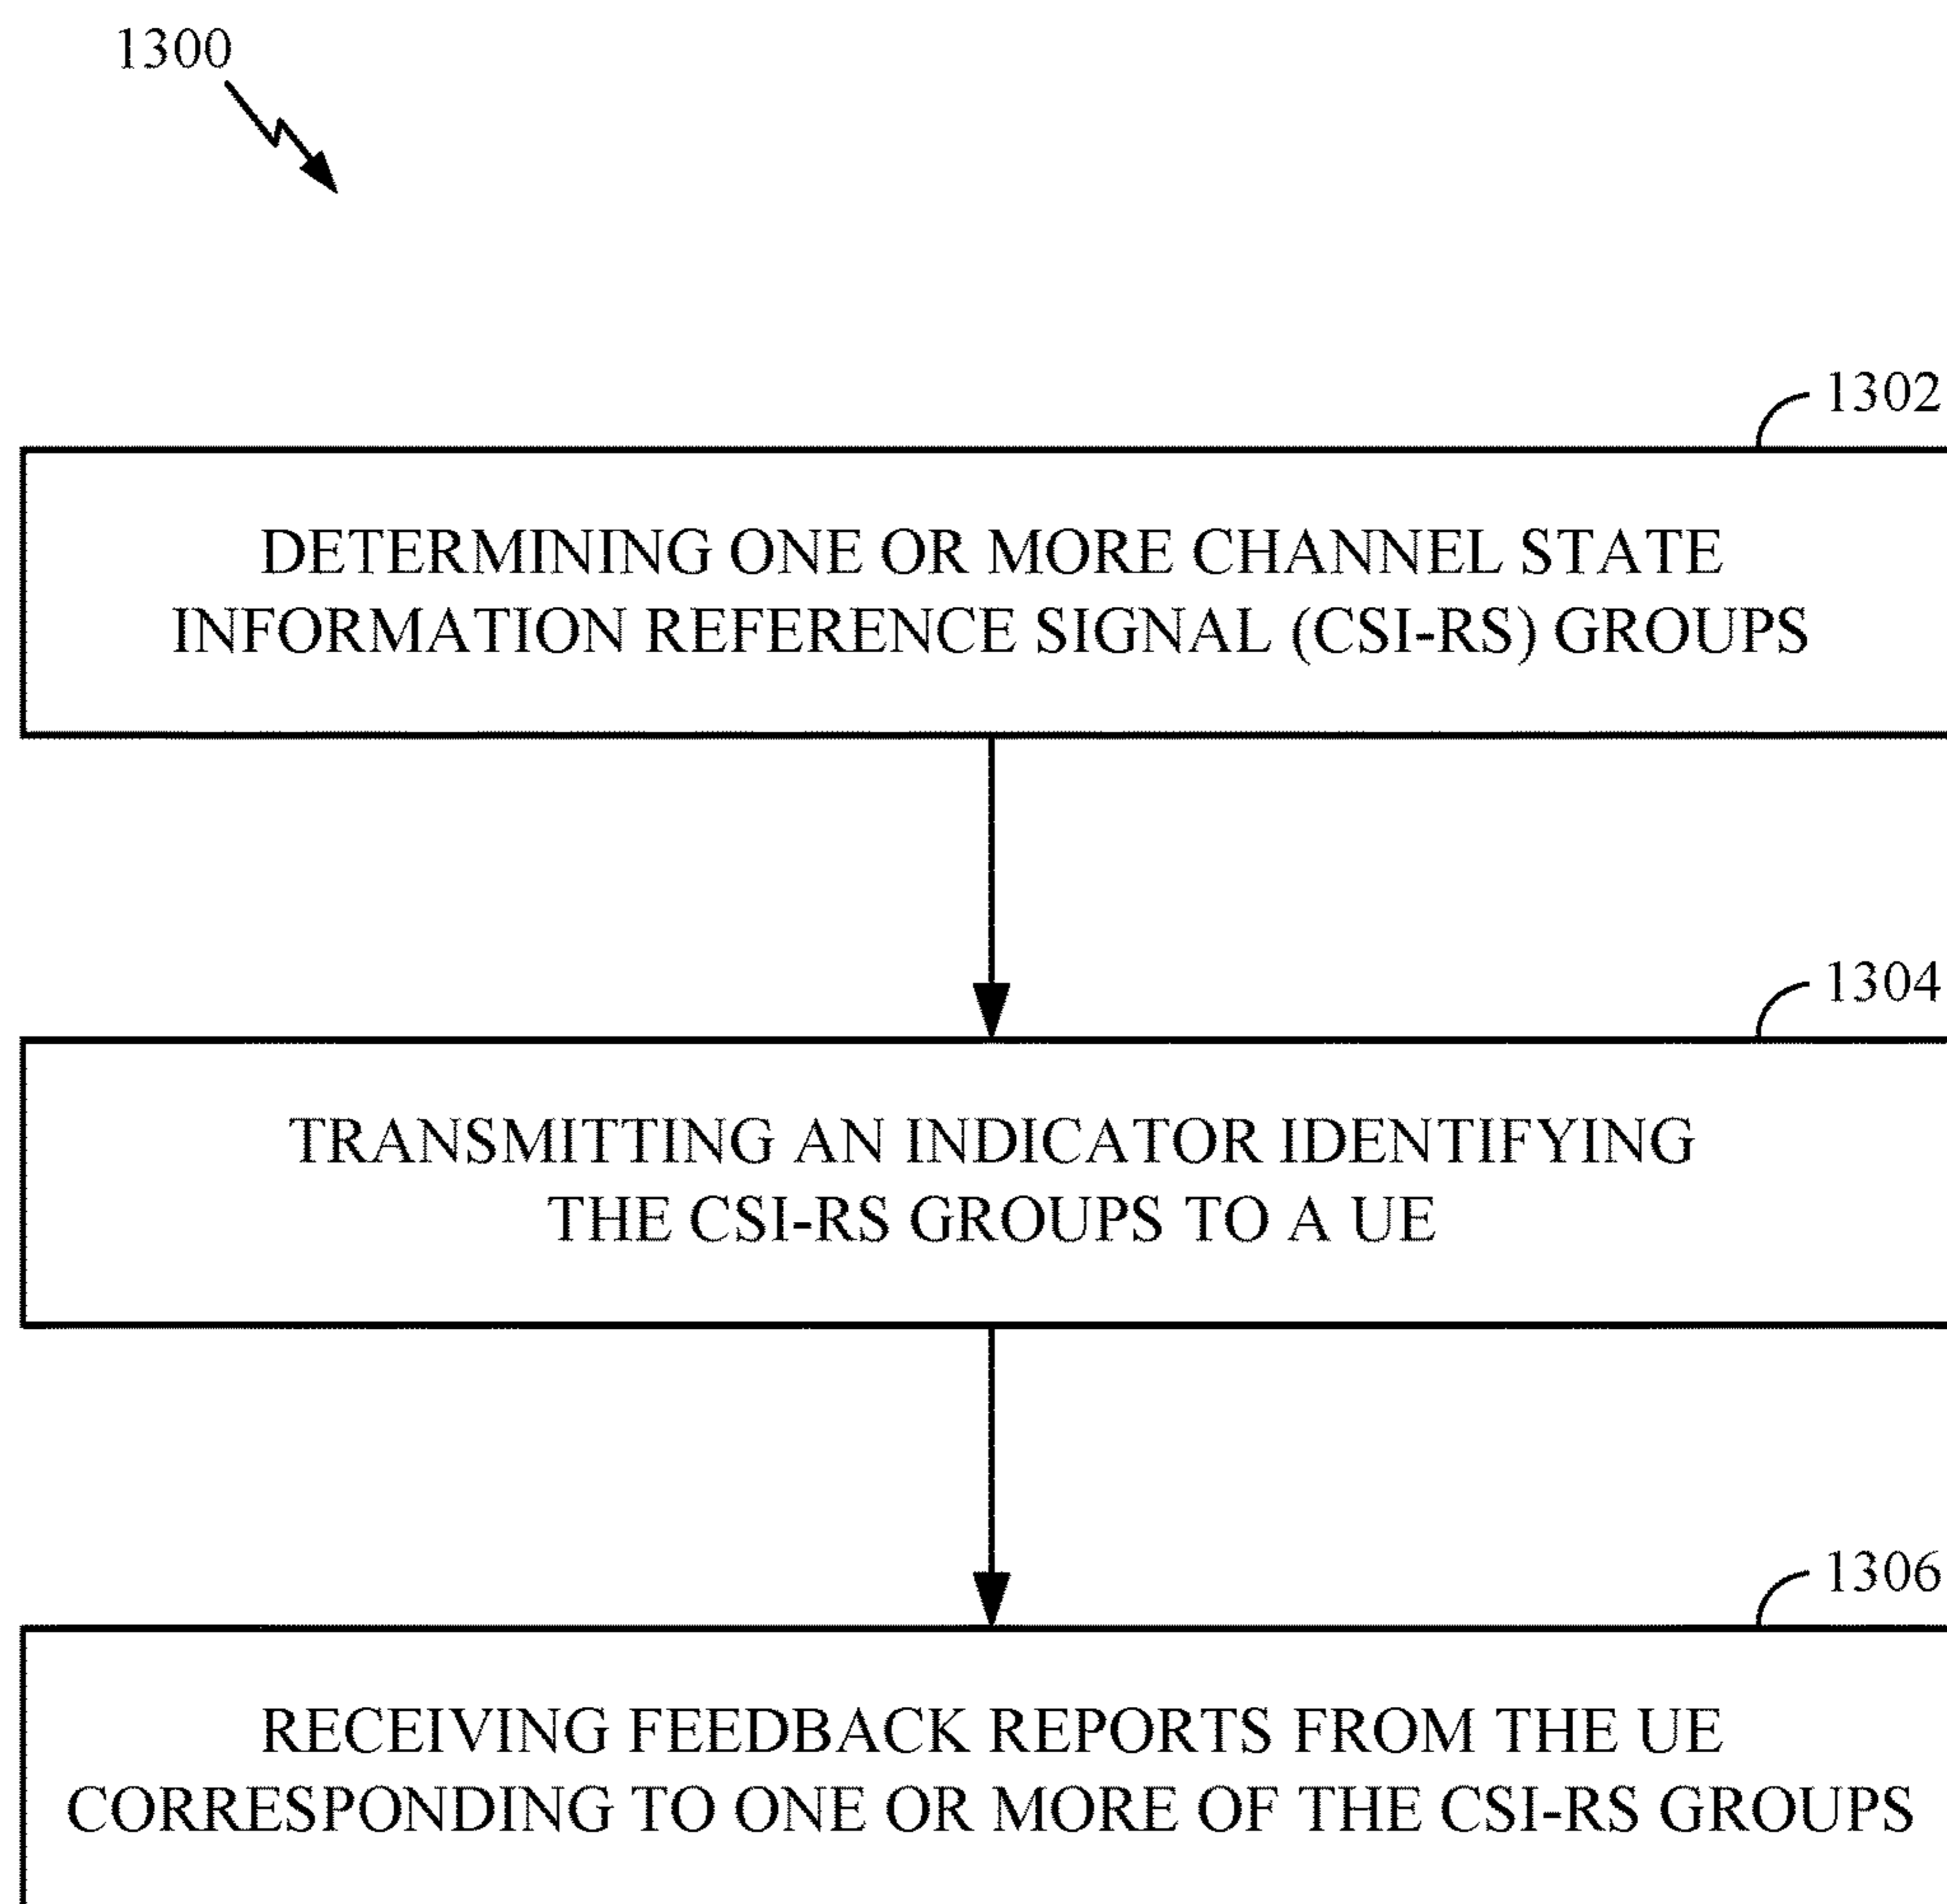 1300
1302
DETERMINING ONE OR MORE CHANNEL STATE
INFORMATION REFERENCE SIGNAL (CSI-RS) GROUPS
1304
TRANSMITTING AN INDICATOR IDENTIFYING
THE CSI-RS GROUPS TO A UE
1306
RECEIVING FEEDBACK REPORTS FROM THE UE
CORRESPONDING TO ONE OR MORE OF THE CSI-RS GROUPS